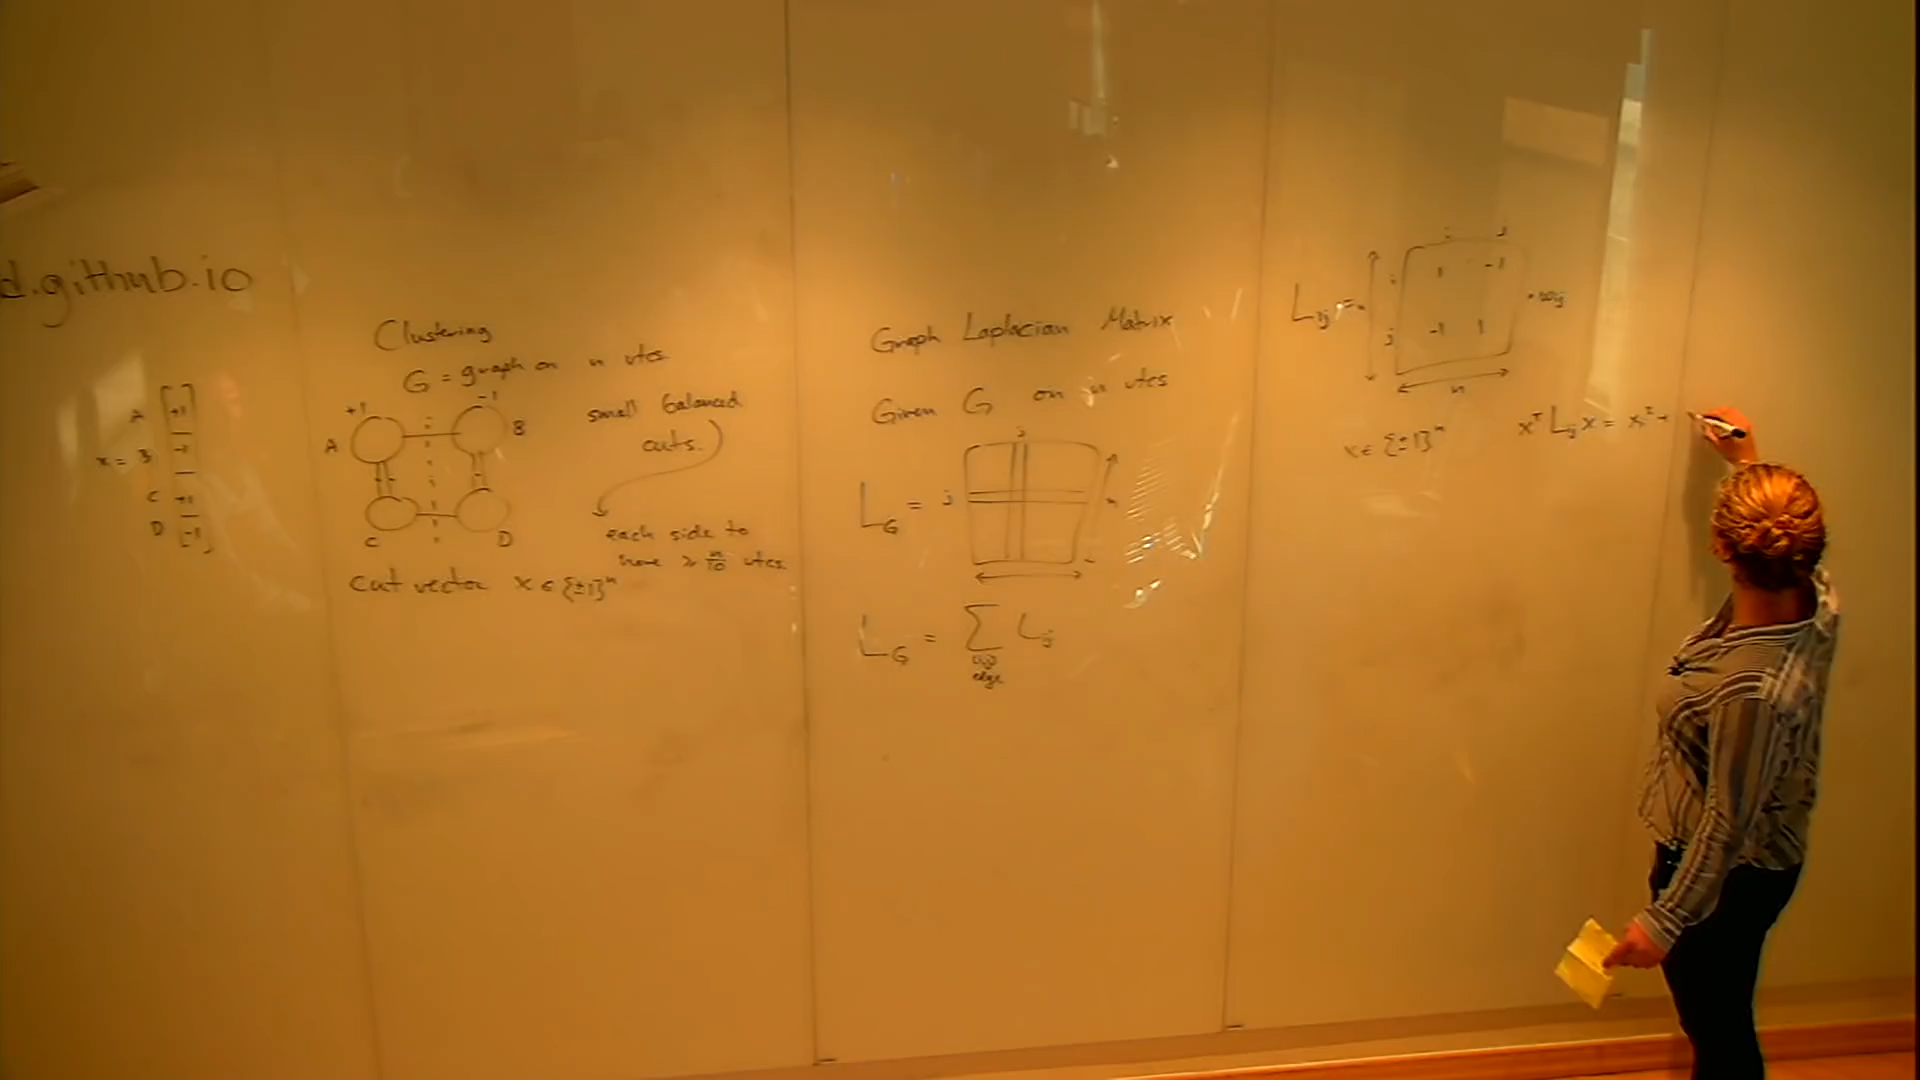 d.github.io
A +1
x = B -1
C +1
D -1
Clustering
G = graph on n vtcs.
+1 -1
A B
C D
small balanced
cuts.
each side to
have ≥ n/10 vtcs.
cut vector x ∈ {±1}ⁿ
Graph Laplacian Matrix
Given G on n vtcs
j
L_G = j n
L_G = Σ L_ij
(i,j)
edge
i j
L_ij = n i 1 -1 · w_ij
j -1 1
n
x ∈ {±1}ⁿ
xᵀ L_ij x = x_i² +